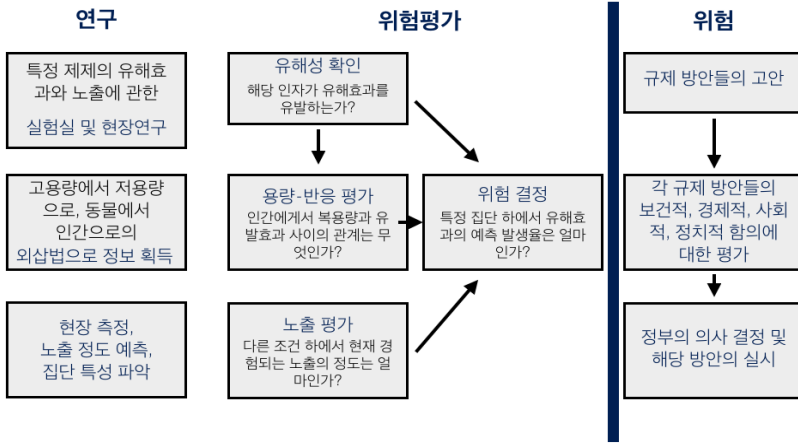 연구
특정 제제의 유해효
과와 노출에 관한
실험실 및 현장연구
고용량에서 저용량
으로, 동물에서
인간으로의
외삽법으로 정보 획득
현장 측정,
노출 정도 예측,
집단 특성 파악
위험평가
유해성 확인
해당 인자가 유해효과를
유발하는가?
용량-반응 평가
인간에게서 복용량과 유
발효과 사이의 관계는 무
엇인가?
노출 평가
다른 조건 하에서 현재 경
험되는 노출의 정도는 얼
마인가?
위험 결정
특정 집단 하에서 유해효
과의 예측 발생율은 얼마
인가?
위험
규제 방안들의 고안
각 규제 방안들의
보건적, 경제적, 사회
적, 정치적 함의에
대한 평가
정부의 의사 결정 및
해당 방안의 실시